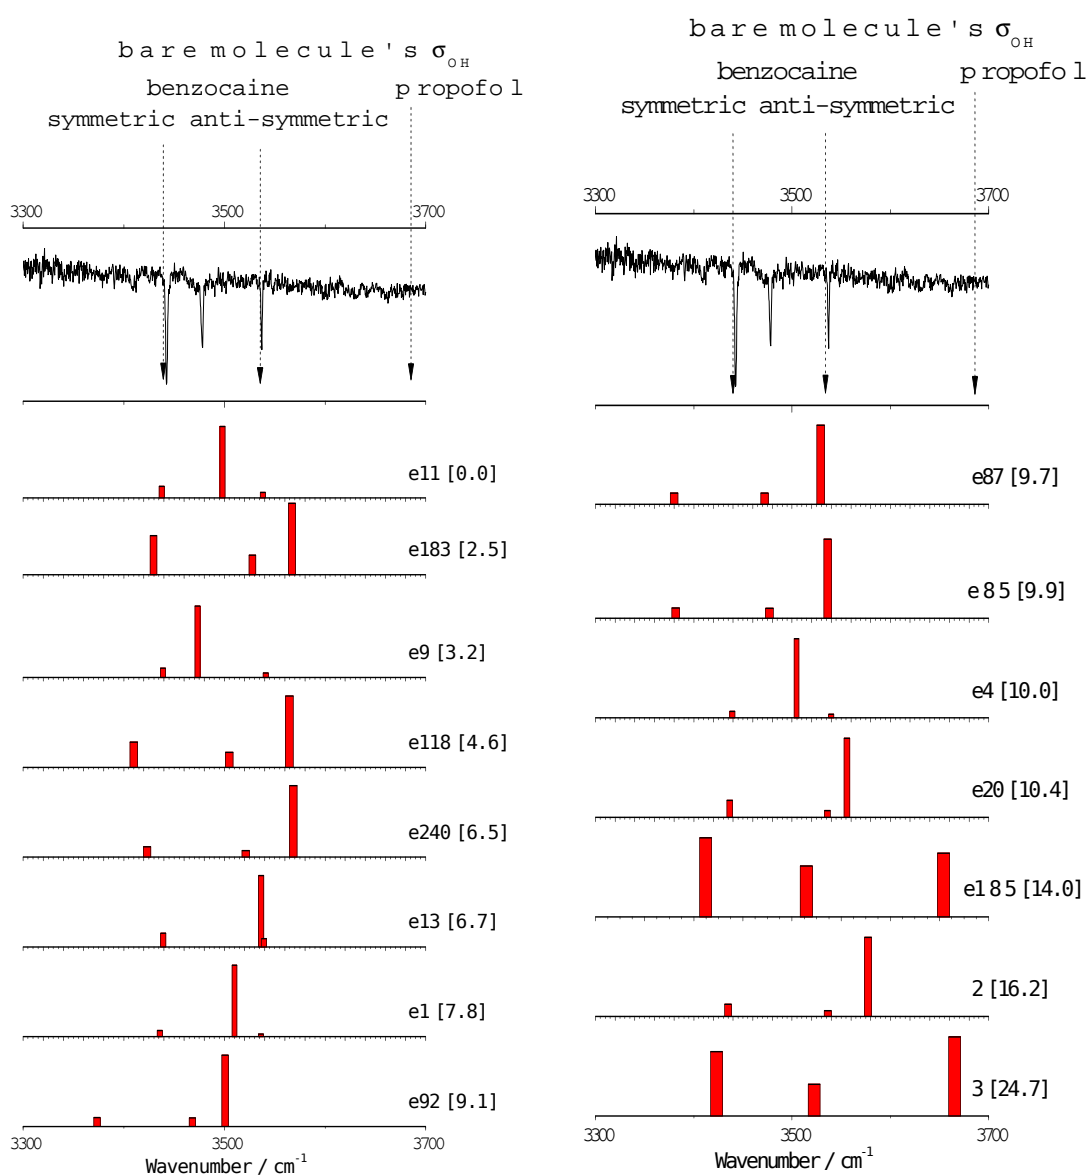 bare molecule's σOH
benzocaine propofol
symmetric anti-symmetric
3300 3500 3700
e11 [0.0]
e183 [2.5]
e9 [3.2]
e118 [4.6]
e240 [6.5]
e13 [6.7]
e1 [7.8]
e92 [9.1]
3300 3500 3700
Wavenumber / cm-1
bare molecule's σOH
benzocaine propofol
symmetric anti-symmetric
3300 3500 3700
e87 [9.7]
e85 [9.9]
e4 [10.0]
e20 [10.4]
e185 [14.0]
2 [16.2]
3 [24.7]
3300 3500 3700
Wavenumber / cm-1